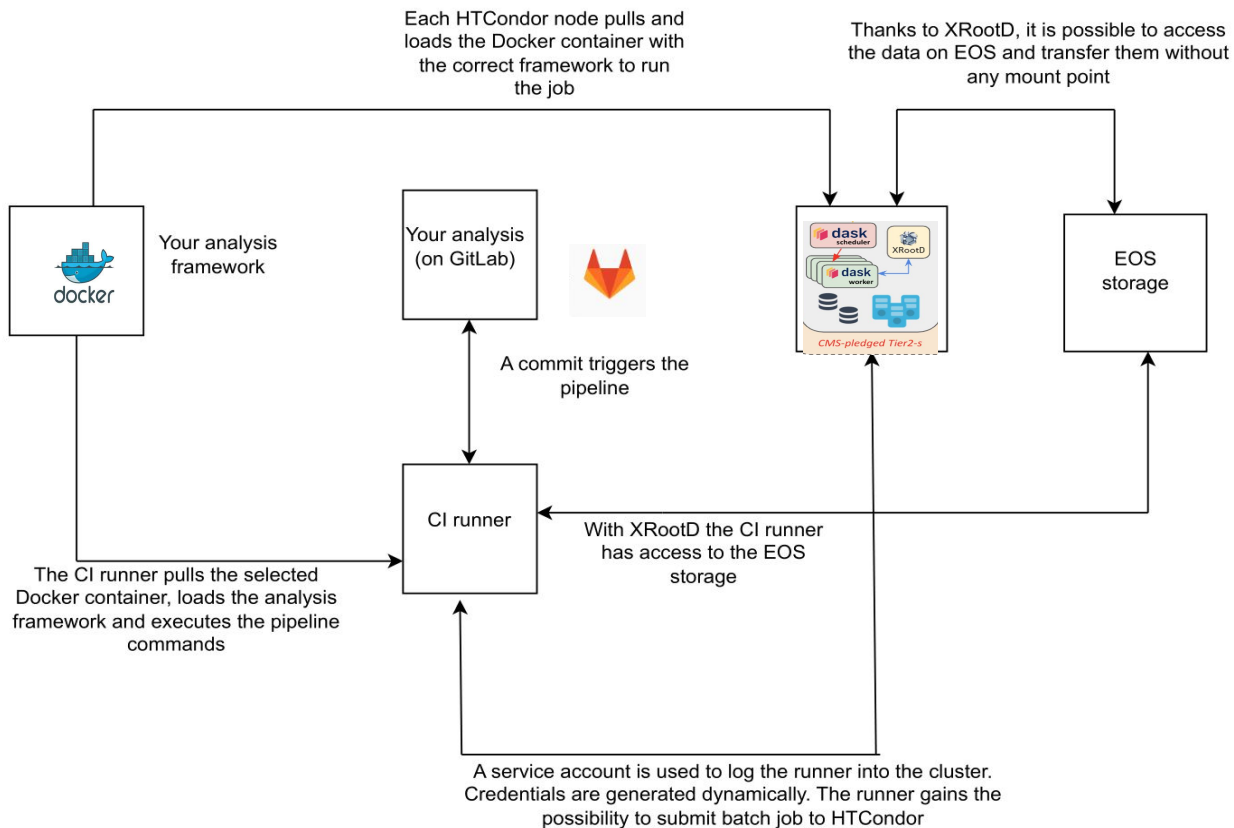 Each HTCondor node pulls and
loads the Docker container with
the correct framework to run
the job
Thanks to XRootD, it is possible to access
the data on EOS and transfer them without
any mount point
docker
Your analysis
framework
Your analysis
(on GitLab)
dask
scheduler
XRootD
dask
worker
CMS-pledged Tier2-s
EOS
storage
A commit triggers the
pipeline
CI runner
With XRootD the CI runner
has access to the EOS
storage
The CI runner pulls the selected
Docker container, loads the analysis
framework and executes the pipeline
commands
A service account is used to log the runner into the cluster.
Credentials are generated dynamically. The runner gains the
possibility to submit batch job to HTCondor